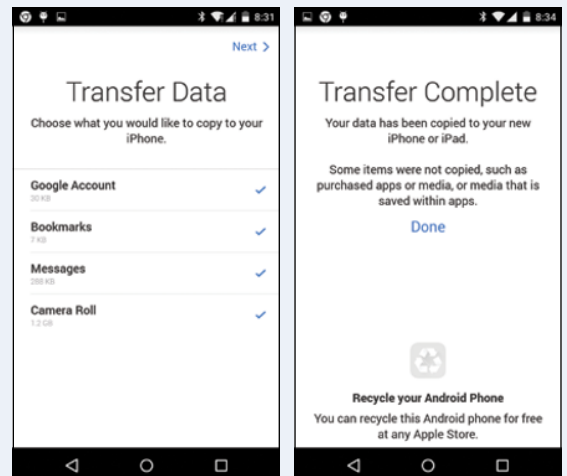 8:31
Next >
Transfer Data
Choose what you would like to copy to your
iPhone.
Google Account
30 KB
Bookmarks
7 KB
Messages
288 KB
Camera Roll
1.2 GB
8:34
Transfer Complete
Your data has been copied to your new
iPhone or iPad.
Some items were not copied, such as
purchased apps or media, or media that is
saved within apps.
Done
Recycle your Android Phone
You can recycle this Android phone for free
at any Apple Store.